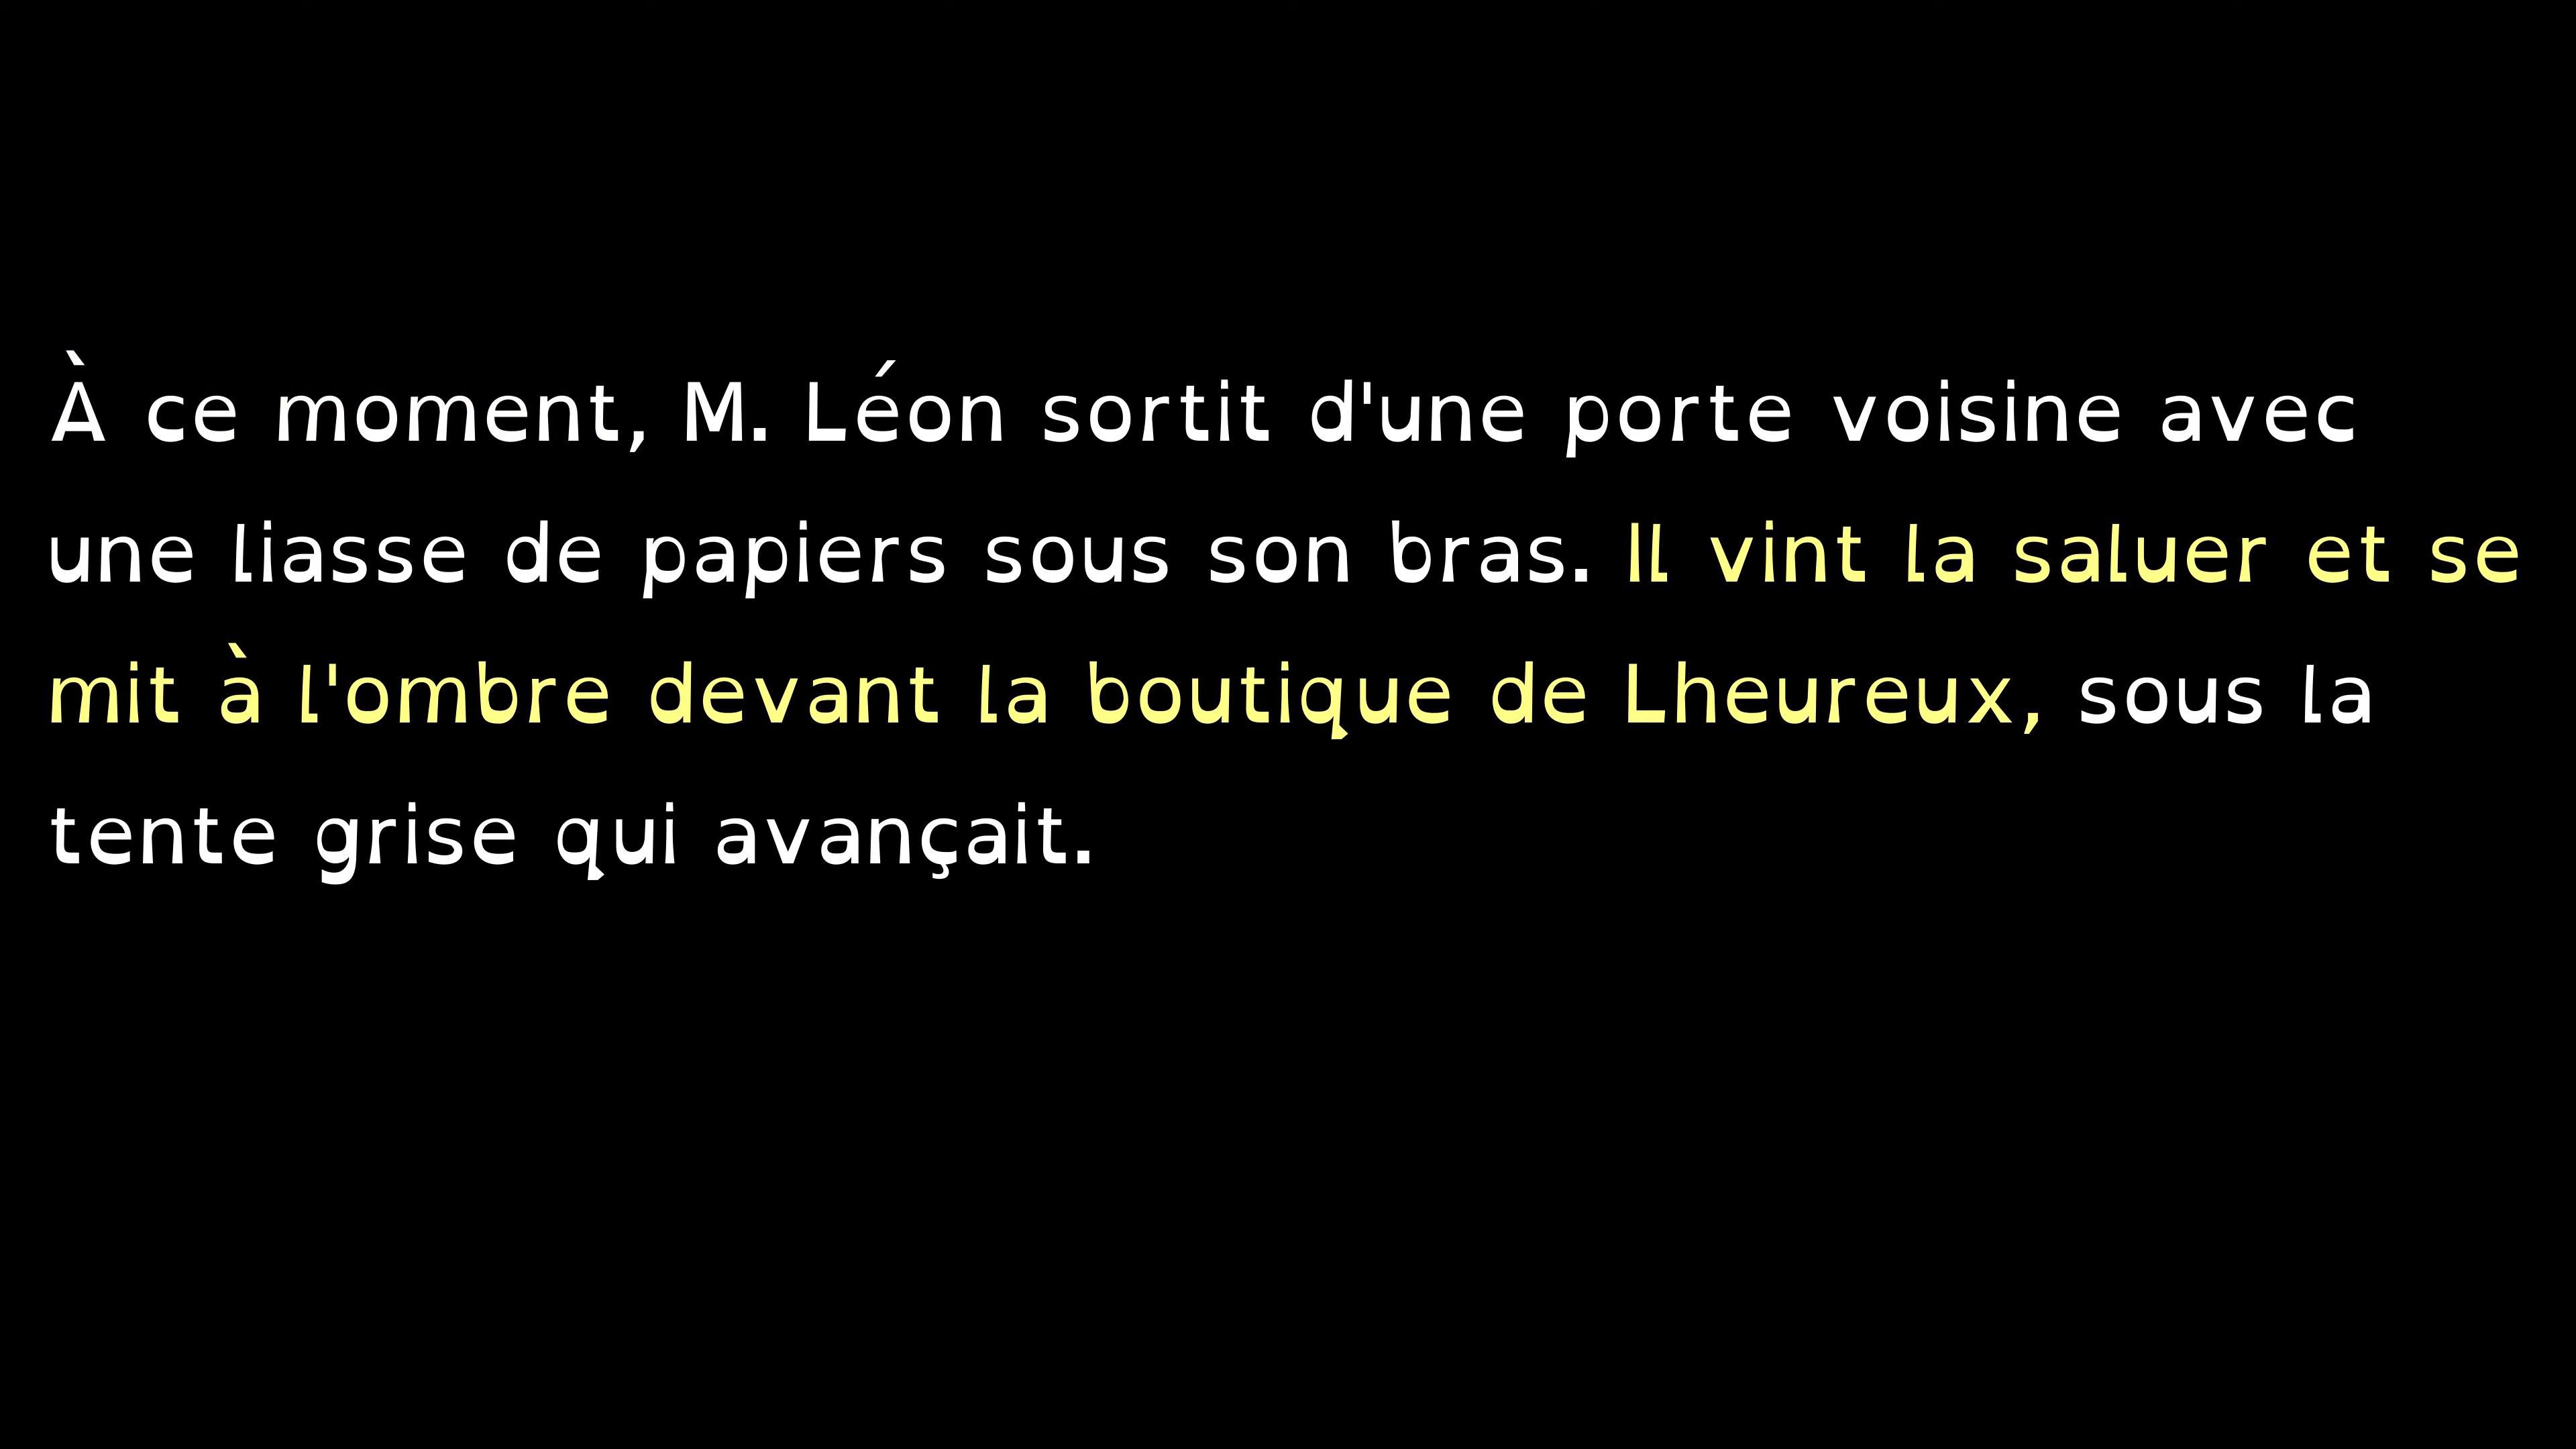 À ce moment, M. Léon sortit d'une porte voisine avec
une liasse de papiers sous son bras. Il vint la saluer et se
mit à l'ombre devant la boutique de Lheureux, sous la
tente grise qui avançait.